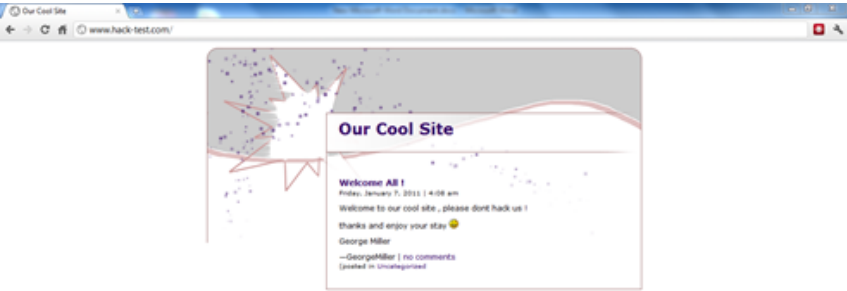 Our Cool Site
www.hack-test.com/
Our Cool Site
Welcome All !
Friday, January 7, 2011 | 4:08 am
Welcome to our cool site , please dont hack us !
thanks and enjoy your stay
George Miller
—GeorgeMiller | no comments
(posted in Uncategorized